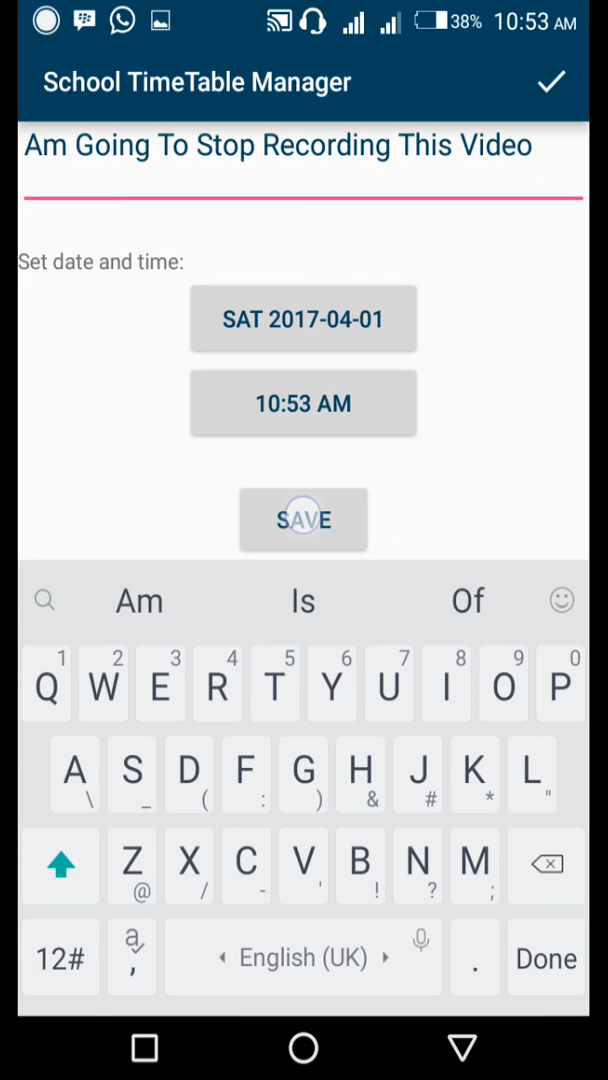 38% 10:53 AM
School TimeTable Manager
Am Going To Stop Recording This Video
Set date and time:
SAT 2017-04-01
10:53 AM
SAVE
Am Is Of
1 2 3 4 5 6 7 8 9 0
Q W E R T Y U I O P
A S D F G H J K L
\ _ ( : ) & # * "
Z X C V B N M
@ / - ' ! ? ;
12# a , English (UK) . Done